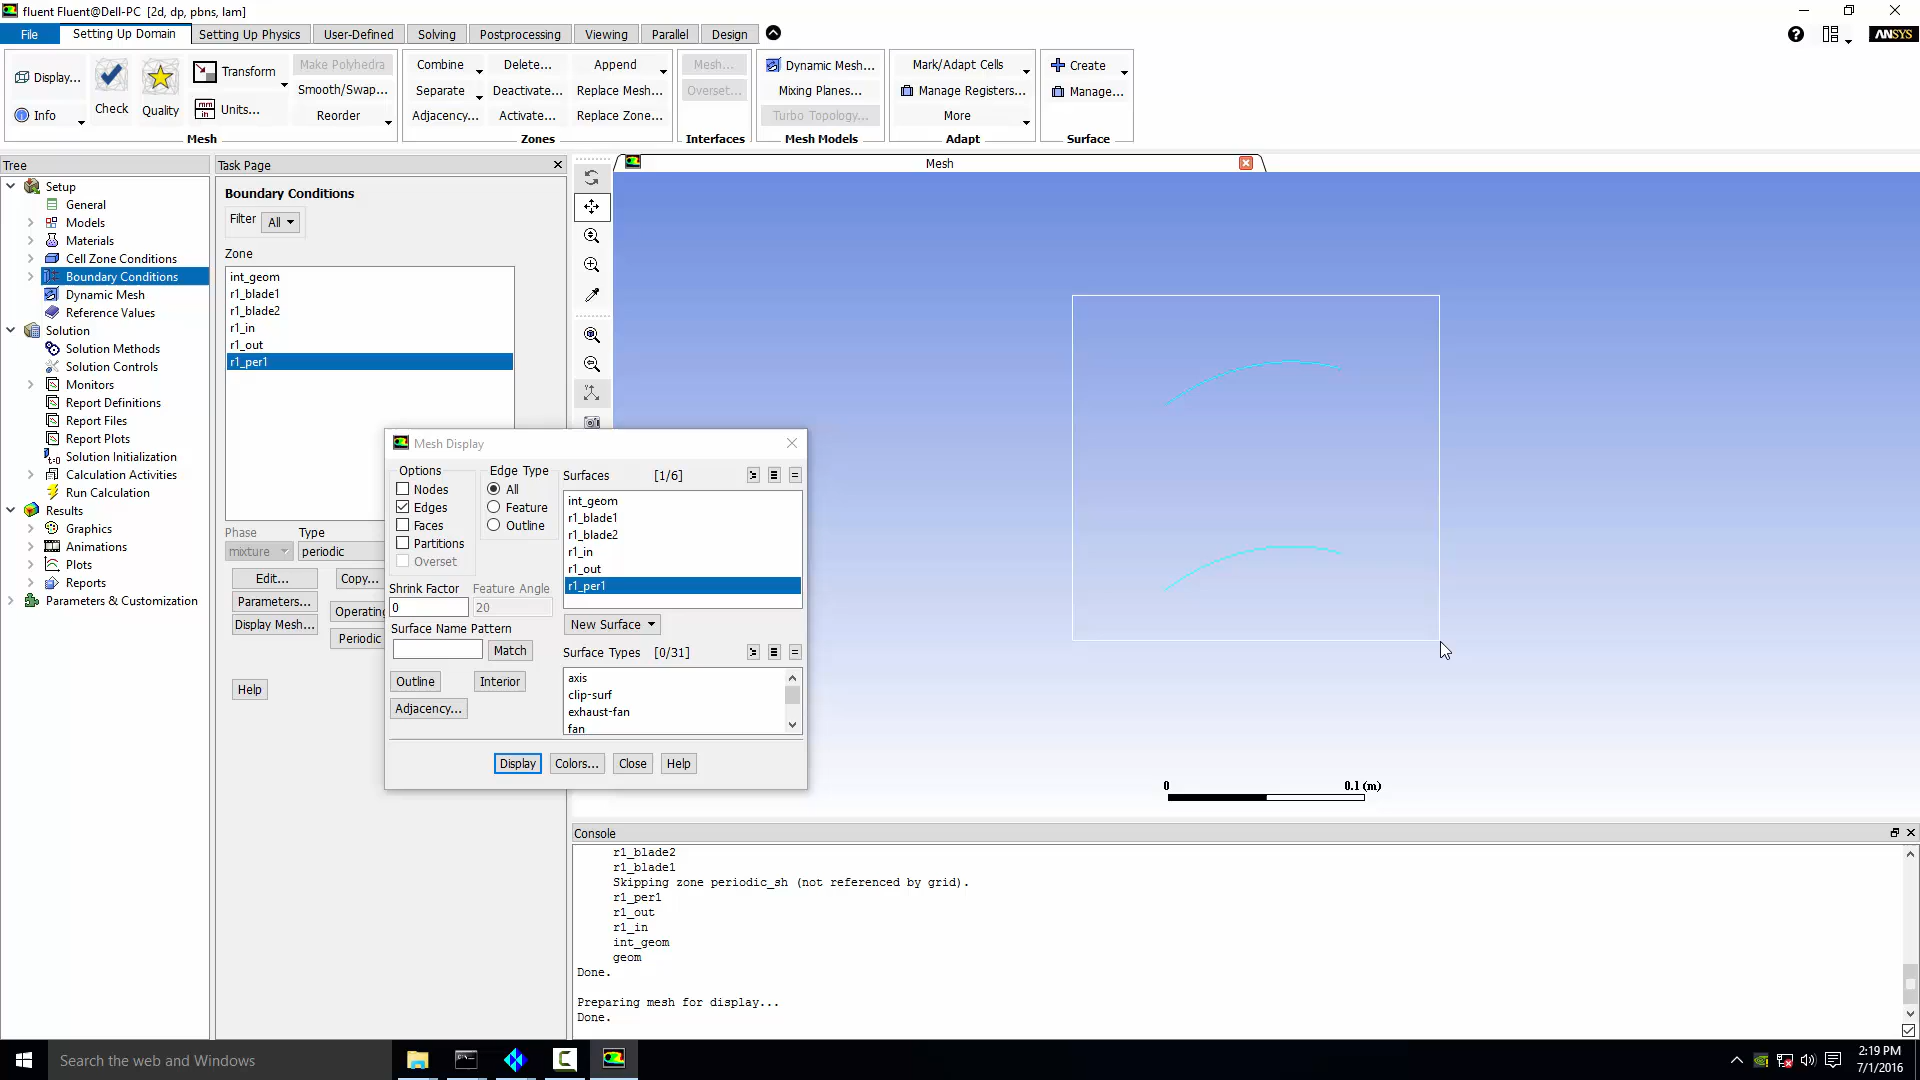 fluent Fluent@Dell-PC [2d, dp, pbns, lam]
File Setting Up Domain Setting Up Physics User-Defined Solving Postprocessing Viewing Parallel Design
ANSYS
Display... Check Quality Transform Make Polyhedra
Smooth/Swap...
Info Units... Reorder
Mesh
Combine Delete... Append
Separate Deactivate... Replace Mesh...
Adjacency... Activate... Replace Zone...
Zones
Mesh...
Overset...
Interfaces
Dynamic Mesh...
Mixing Planes...
Turbo Topology...
Mesh Models
Mark/Adapt Cells
Manage Registers...
More
Adapt
Create
Manage...
Surface
Tree
Setup
General
Models
Materials
Cell Zone Conditions
Boundary Conditions
Dynamic Mesh
Reference Values
Solution
Solution Methods
Solution Controls
Monitors
Report Definitions
Report Files
Report Plots
Solution Initialization
Calculation Activities
Run Calculation
Results
Graphics
Animations
Plots
Reports
Parameters & Customization
Task Page
Boundary Conditions
Filter All
Zone
int_geom
r1_blade1
r1_blade2
r1_in
r1_out
r1_per1
Phase Type
mixture periodic
Edit... Copy...
Parameters... Operating
Display Mesh... Periodic
Help
Mesh Display
Options
Nodes
Edges
Faces
Partitions
Overset
Edge Type
All
Feature
Outline
Shrink Factor Feature Angle
0 20
Surface Name Pattern
Match
Outline Interior
Adjacency...
Surfaces [1/6]
int_geom
r1_blade1
r1_blade2
r1_in
r1_out
r1_per1
New Surface
Surface Types [0/31]
axis
clip-surf
exhaust-fan
fan
Display Colors... Close Help
Mesh
0 0.1 (m)
Console
r1_blade2
r1_blade1
Skipping zone periodic_sh (not referenced by grid).
r1_per1
r1_out
r1_in
int_geom
geom
Done.
Preparing mesh for display...
Done.
Search the web and Windows
2:19 PM
7/1/2016